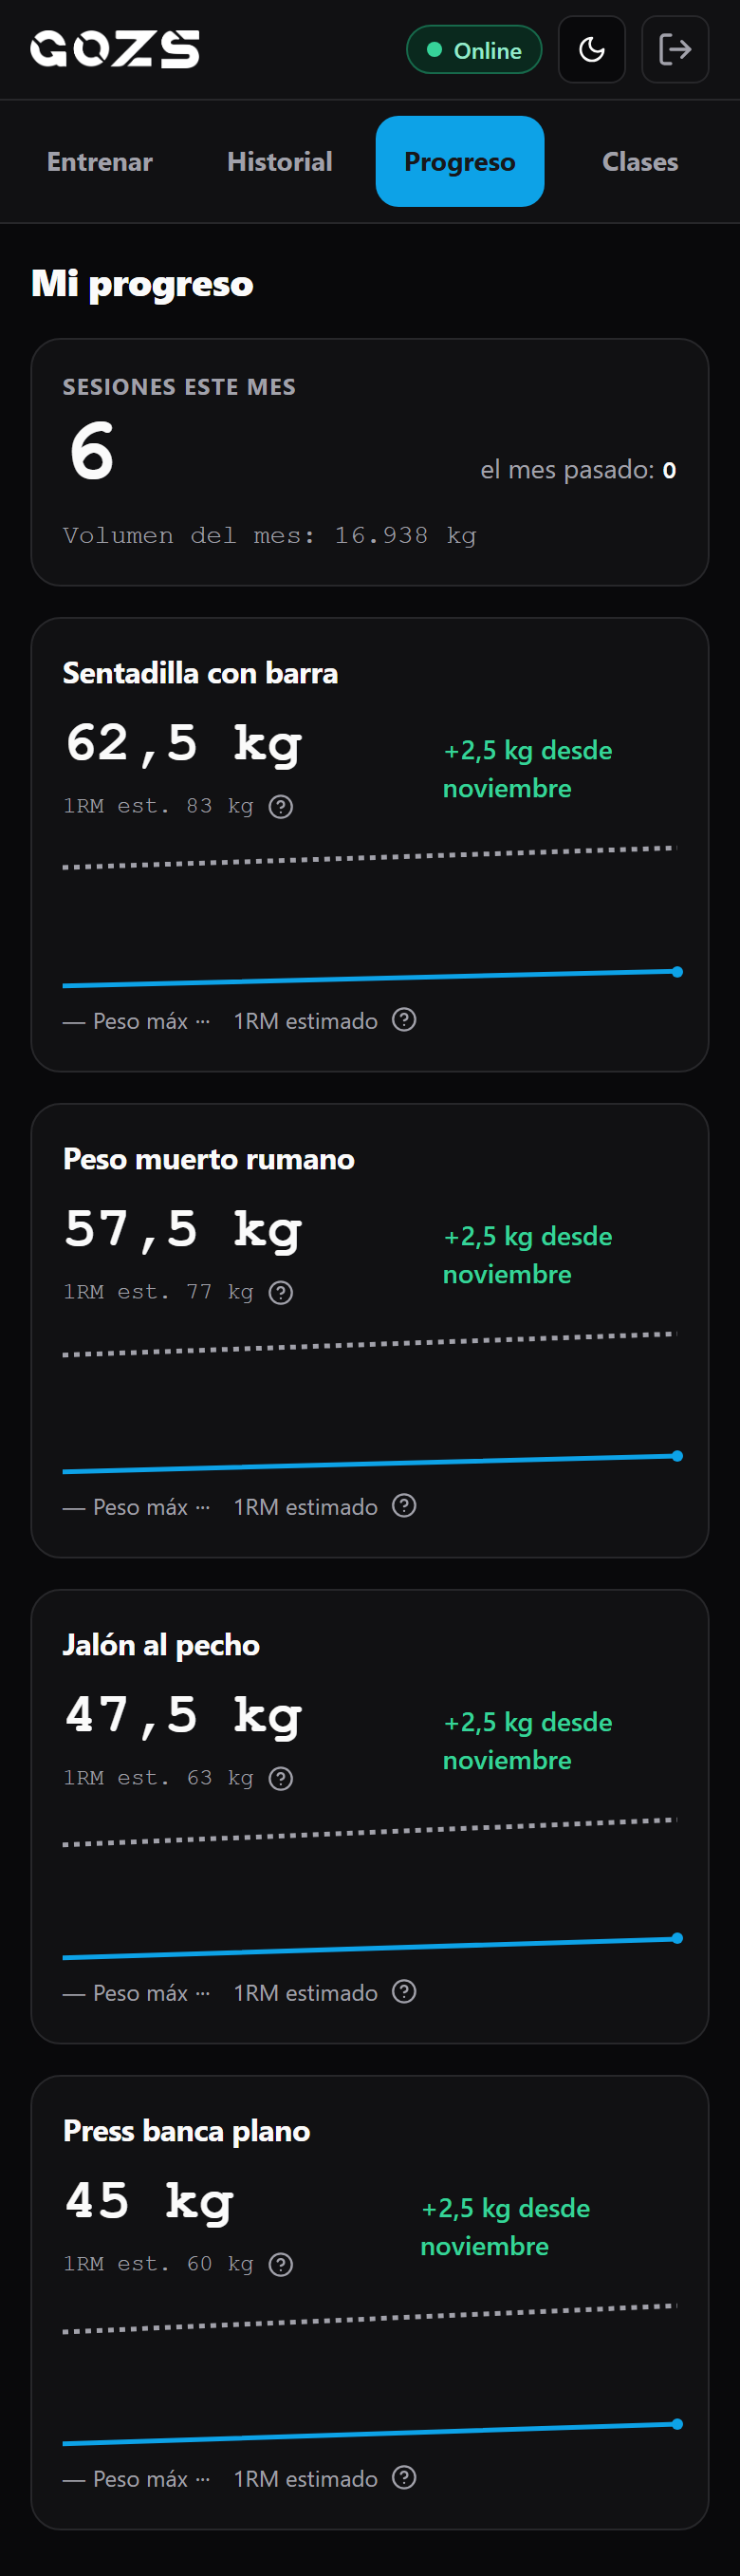 GOZS
Online
Entrenar Historial Progreso Clases
Mi progreso
SESIONES ESTE MES
6
el mes pasado: 0
Volumen del mes: 16.938 kg
Sentadilla con barra
62,5 kg
+2,5 kg desde
noviembre
1RM est. 83 kg ?
— Peso máx ··· 1RM estimado ?
Peso muerto rumano
57,5 kg
+2,5 kg desde
noviembre
1RM est. 77 kg ?
— Peso máx ··· 1RM estimado ?
Jalón al pecho
47,5 kg
+2,5 kg desde
noviembre
1RM est. 63 kg ?
— Peso máx ··· 1RM estimado ?
Press banca plano
45 kg
+2,5 kg desde
noviembre
1RM est. 60 kg ?
— Peso máx ··· 1RM estimado ?